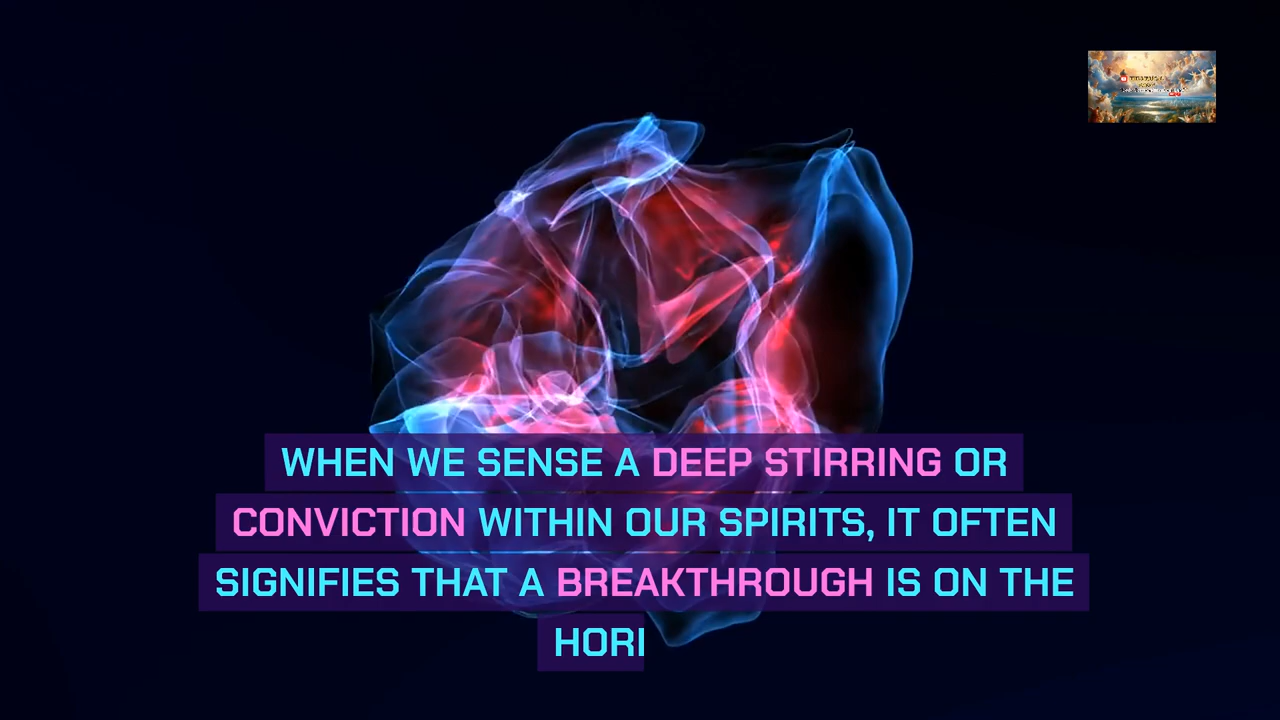 WHEN WE SENSE A DEEP STIRRING OR
CONVICTION WITHIN OUR SPIRITS, IT OFTEN
SIGNIFIES THAT A BREAKTHROUGH IS ON THE
HORI